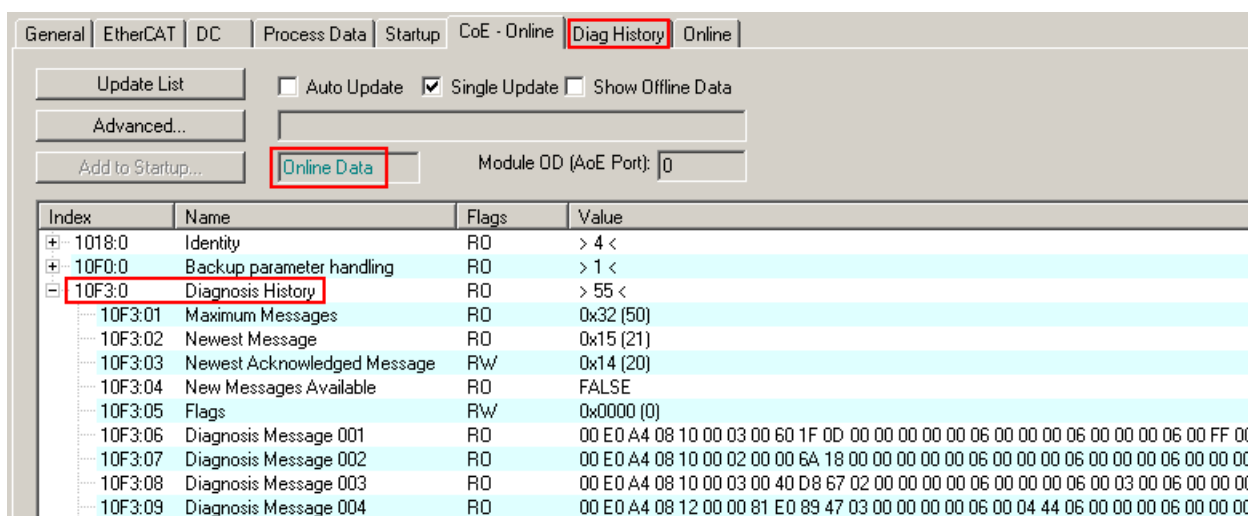 General EtherCAT DC Process Data Startup CoE - Online Diag History Online
Update List Auto Update Single Update Show Offline Data
Advanced...
Add to Startup... Online Data Module OD (AoE Port): 0
Index Name Flags Value
1018:0 Identity RO > 4 <
10F0:0 Backup parameter handling RO > 1 <
10F3:0 Diagnosis History RO > 55 <
10F3:01 Maximum Messages RO 0x32 (50)
10F3:02 Newest Message RO 0x15 (21)
10F3:03 Newest Acknowledged Message RW 0x14 (20)
10F3:04 New Messages Available RO FALSE
10F3:05 Flags RW 0x0000 (0)
10F3:06 Diagnosis Message 001 RO 00 E0 A4 08 10 00 03 00 60 1F 0D 00 00 00 00 00 06 00 00 00 06 00 00 00 06 00 FF 00
10F3:07 Diagnosis Message 002 RO 00 E0 A4 08 10 00 02 00 00 6A 18 00 00 00 00 00 06 00 00 00 06 00 00 00 06 00 00 00
10F3:08 Diagnosis Message 003 RO 00 E0 A4 08 10 00 03 00 40 D8 67 02 00 00 00 00 06 00 00 00 06 00 03 00 06 00 00 00
10F3:09 Diagnosis Message 004 RO 00 E0 A4 08 12 00 00 81 E0 89 47 03 00 00 00 00 06 00 04 44 06 00 00 00 06 00 00 00